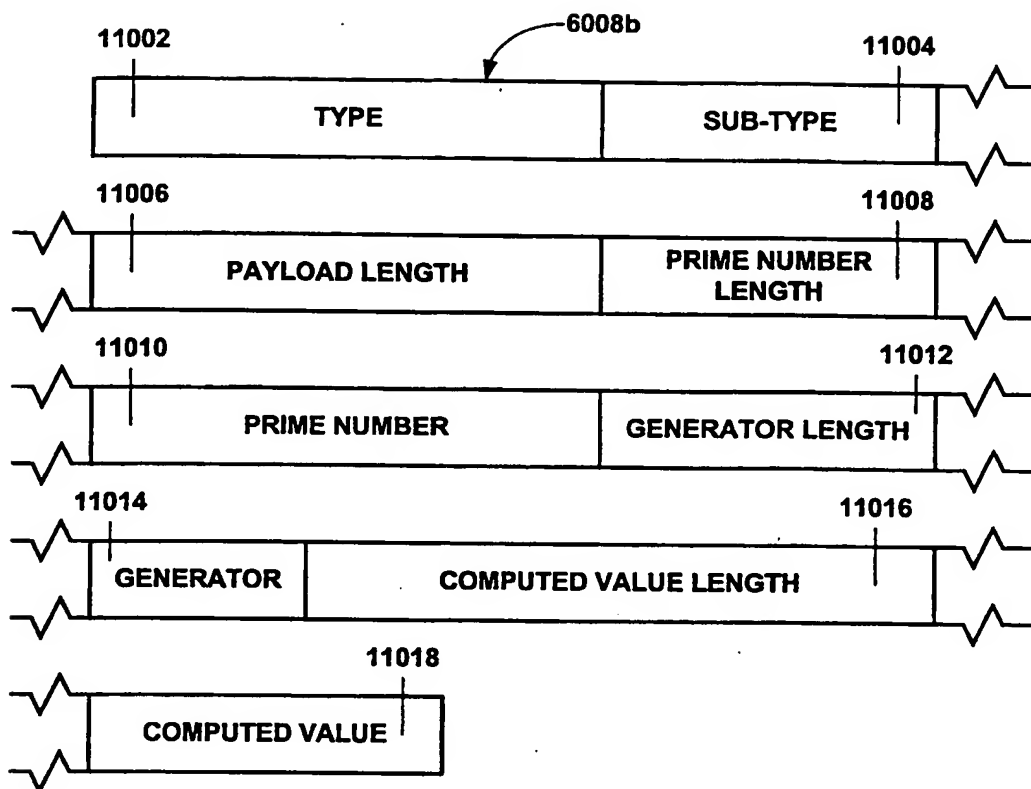 6008b
11002
11004
TYPE
SUB-TYPE
11006
11008
PAYLOAD LENGTH
PRIME NUMBER
LENGTH
11010
11012
PRIME NUMBER
GENERATOR LENGTH
11014
11016
GENERATOR
COMPUTED VALUE LENGTH
11018
COMPUTED VALUE